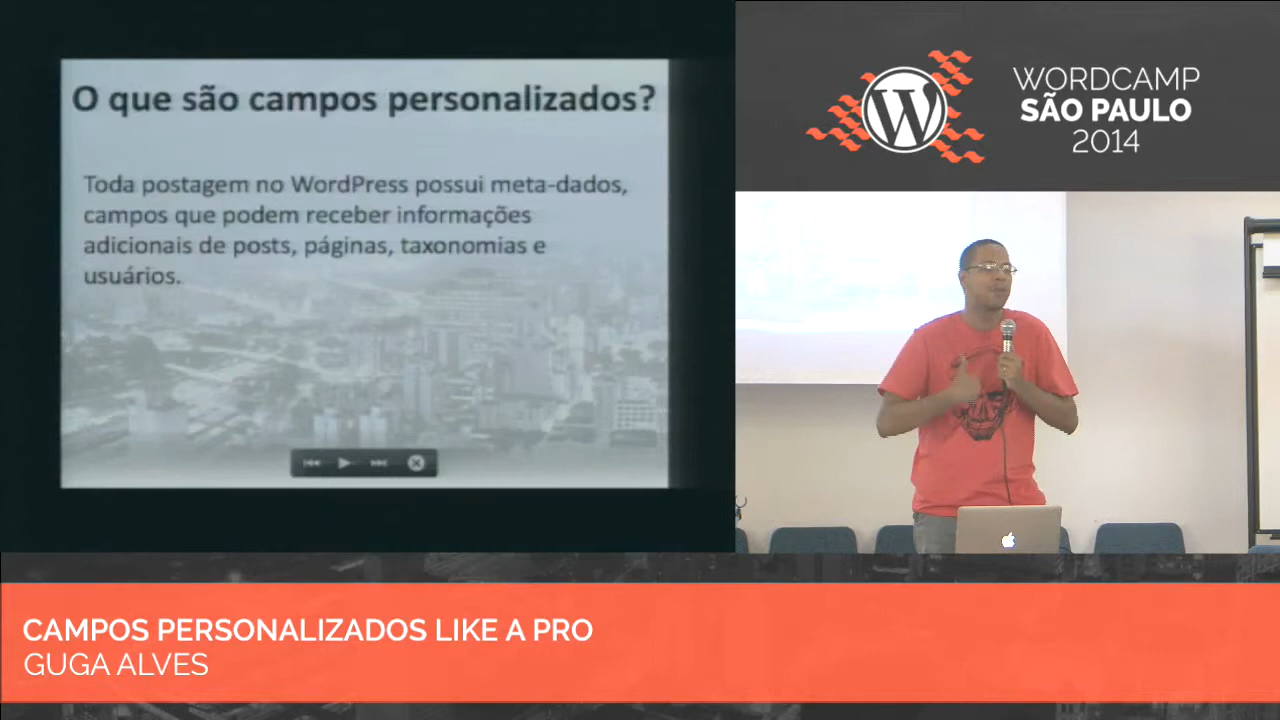 O que são campos personalizados?
Toda postagem no WordPress possui meta-dados,
campos que podem receber informações
adicionais de posts, páginas, taxonomias e
usuários.
WORDCAMP
SÃO PAULO
2014
CAMPOS PERSONALIZADOS LIKE A PRO
GUGA ALVES